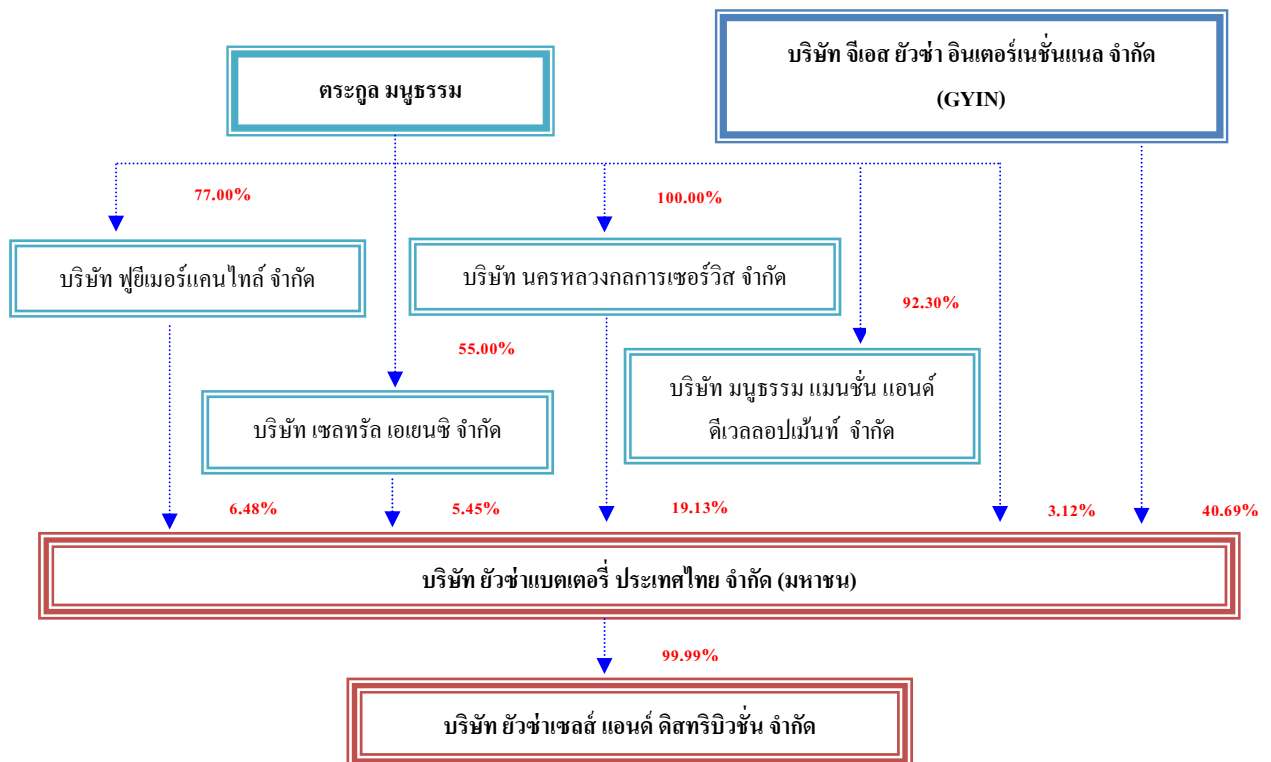 บริษัท จีเอส ยัวซ่า อินเตอร์เนชั่นแนล จำกัด
(GYIN)
ตระกูล มนูธรรม
77.00%
100.00%
บริษัท ฟูยีเมอร์แคนไทล์ จำกัด
บริษัท นครหลวงกลการเซอร์วิส จำกัด
92.30%
55.00%
บริษัท มนูธรรม แมนชั่น แอนด์
ดีเวลลอปเม้นท์ จำกัด
บริษัท เซลทรัล เอเยนซิ จำกัด
6.48%
5.45%
19.13%
3.12%
40.69%
บริษัท ยัวซ่าแบตเตอรี่ ประเทศไทย จำกัด (มหาชน)
99.99%
บริษัท ยัวซ่าเซลส์ แอนด์ ดิสทริบิวชั่น จำกัด